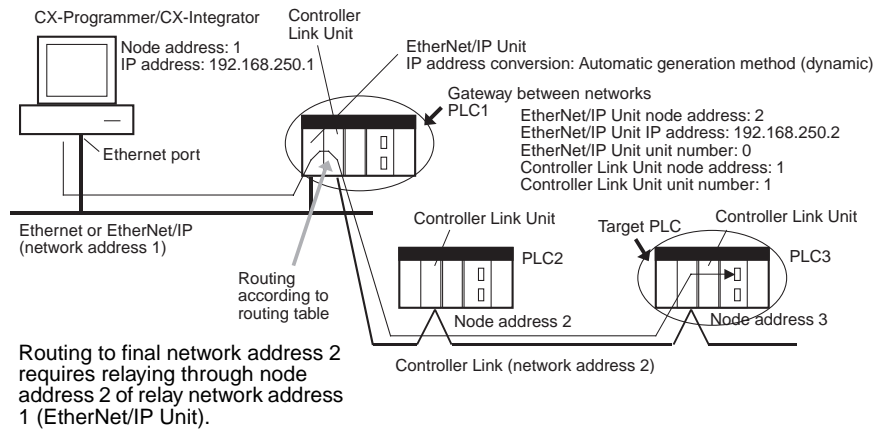 CX-Programmer/CX-Integrator
Node address: 1
IP address: 192.168.250.1
Controller
Link Unit
EtherNet/IP Unit
IP address conversion: Automatic generation method (dynamic)
Gateway between networks
PLC1
EtherNet/IP Unit node address: 2
EtherNet/IP Unit IP address: 192.168.250.2
EtherNet/IP Unit unit number: 0
Controller Link Unit node address: 1
Controller Link Unit unit number: 1
Ethernet port
Ethernet or EtherNet/IP
(network address 1)
Controller Link Unit
PLC2
Target PLC
Controller Link Unit
PLC3
Routing
according to
routing table
Node address 2
Node address 3
Controller Link (network address 2)
Routing to final network address 2
requires relaying through node
address 2 of relay network address
1 (EtherNet/IP Unit).